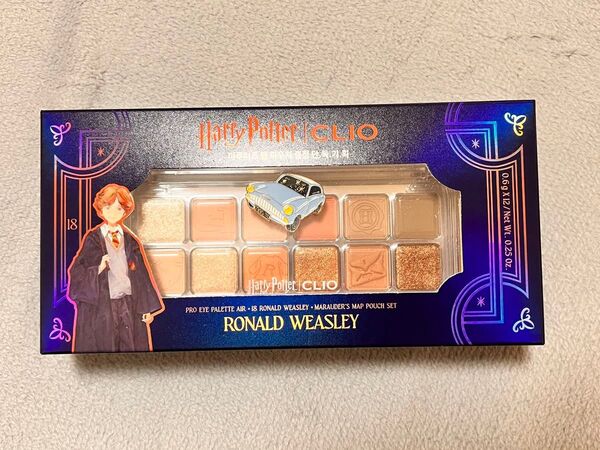 Harry Potter | CLIO
18
0.6g X 12 / Net Wt. 0.25 Oz.
Harry Potter | CLIO
PRO EYE PALETTE AIR • 18 RONALD WEASLEY • MARAUDER'S MAP POUCH SET
RONALD WEASLEY